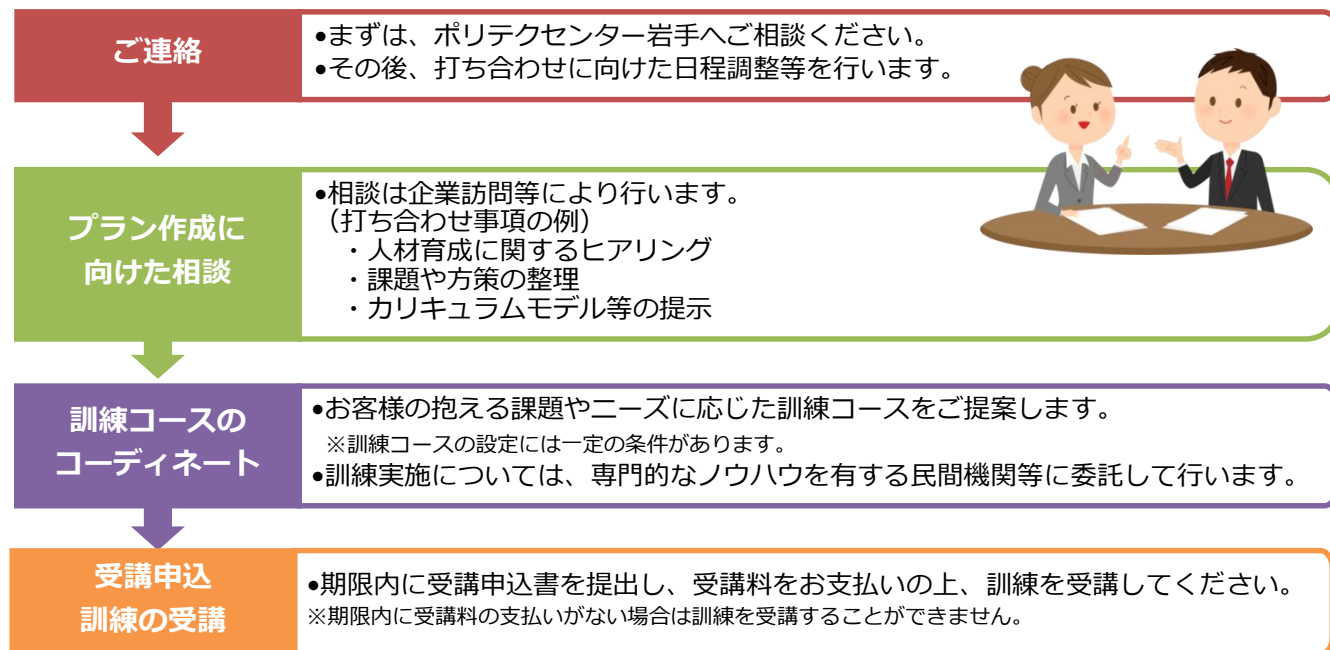 ご連絡
•まずは、ポリテクセンター岩手へご相談ください。
•その後、打ち合わせに向けた日程調整等を行います。
プラン作成に
向けた相談
•相談は企業訪問等により行います。
（打ち合わせ事項の例）
・人材育成に関するヒアリング
・課題や方策の整理
・カリキュラムモデル等の提示
訓練コースの
コーディネート
•お客様の抱える課題やニーズに応じた訓練コースをご提案します。
※訓練コースの設定には一定の条件があります。
•訓練実施については、専門的なノウハウを有する民間機関等に委託して行います。
受講申込
訓練の受講
•期限内に受講申込書を提出し、受講料をお支払いの上、訓練を受講してください。
※期限内に受講料の支払いがない場合は訓練を受講することができません。